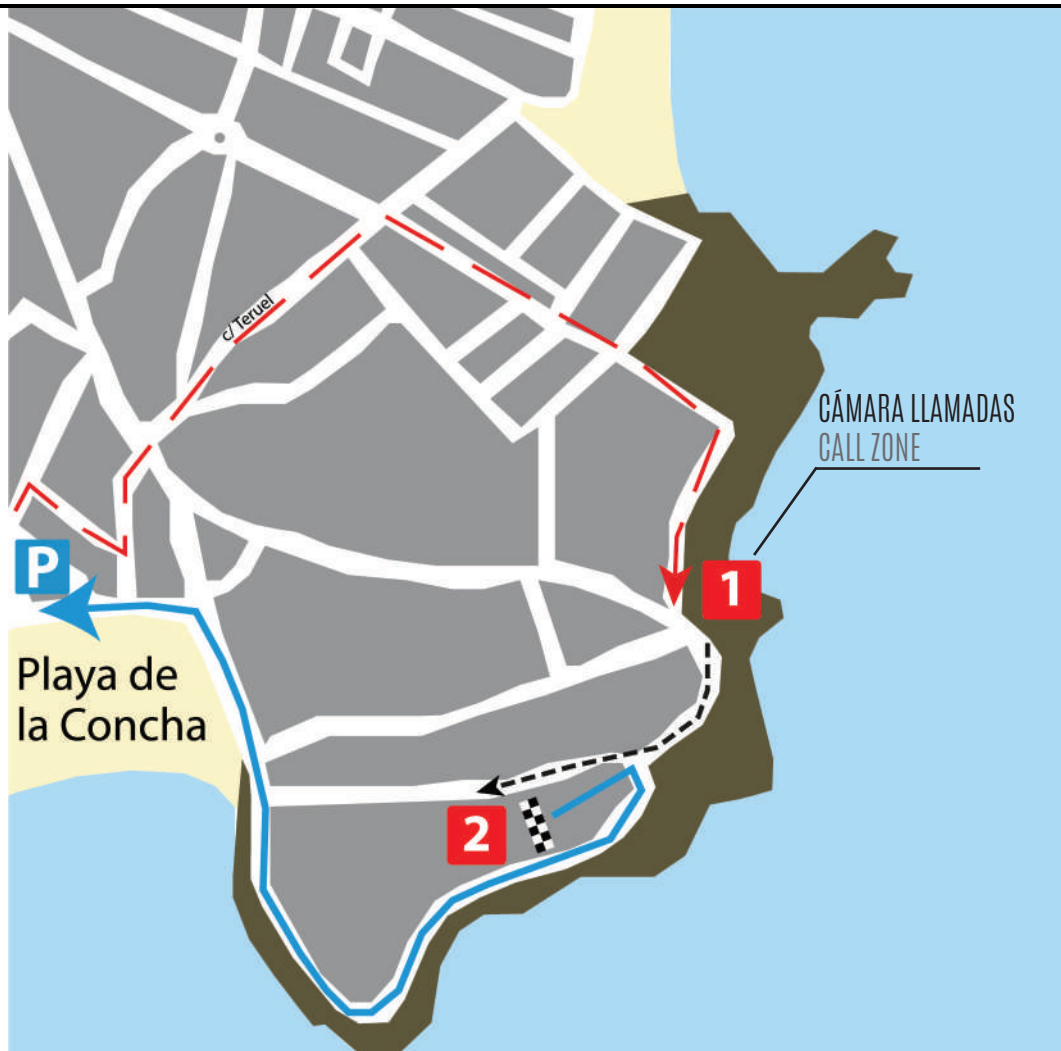 c/ Teruel
CÁMARA LLAMADAS
CALL ZONE
P
1
Playa de
la Concha
2